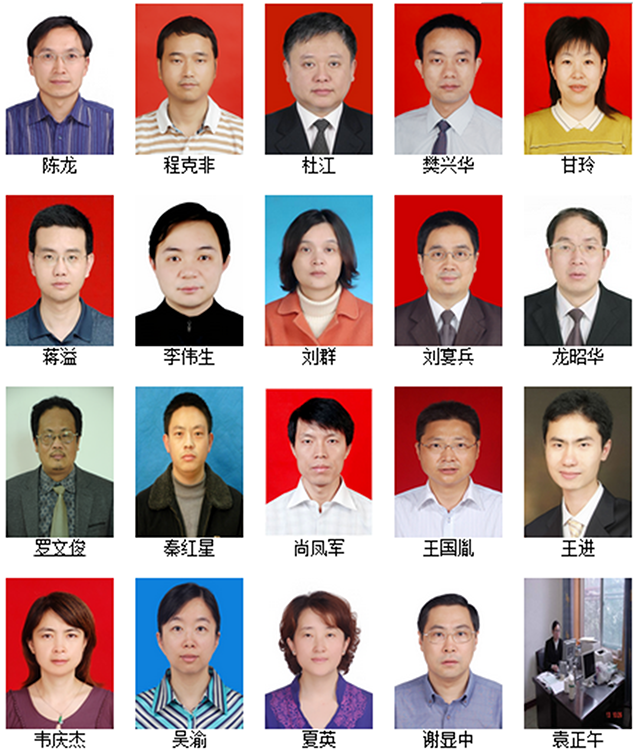 陈龙 程克非 杜江 樊兴华 甘玲
蒋溢 李伟生 刘群 刘宴兵 龙昭华
罗文俊 秦红星 尚凤军 王国胤 王进
韦庆杰 吴渝 夏英 谢显中 袁正午